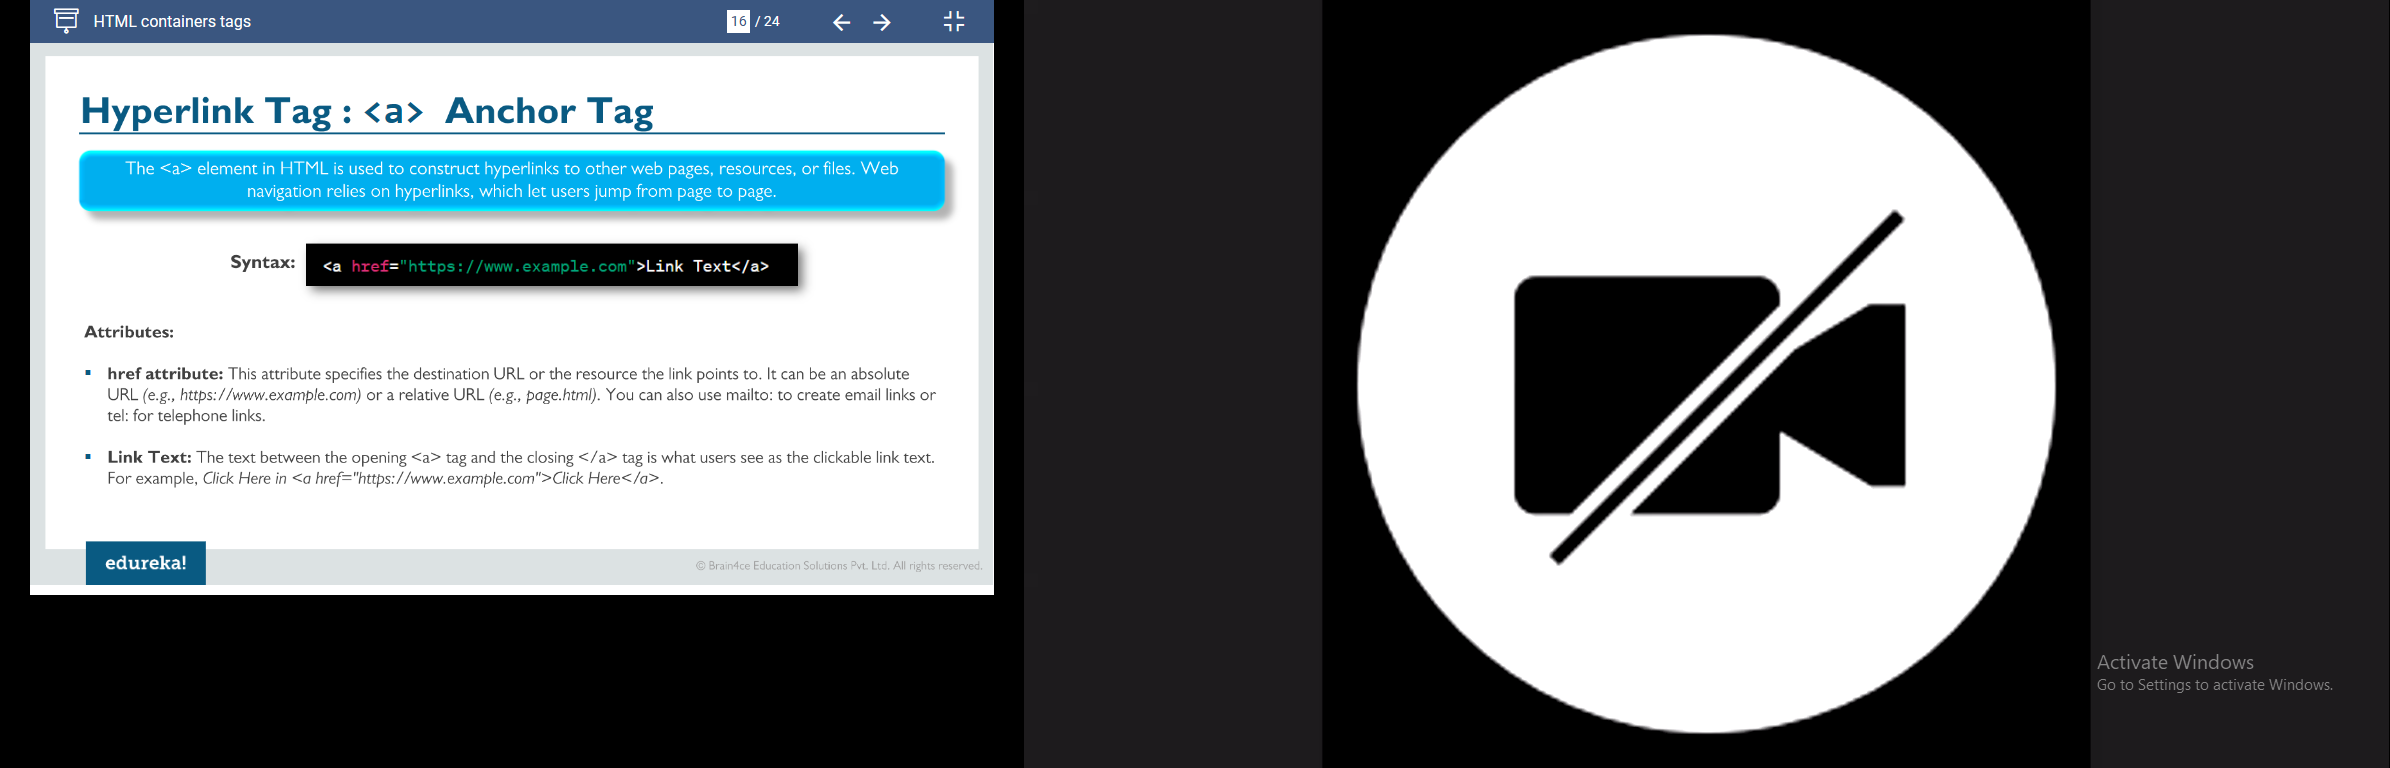 HTML containers tags
16 / 24
Hyperlink Tag : <a> Anchor Tag
The <a> element in HTML is used to construct hyperlinks to other web pages, resources, or files. Web
navigation relies on hyperlinks, which let users jump from page to page.
Syntax:
<a href="https://www.example.com">Link Text</a>
Attributes:
▪ href attribute: This attribute specifies the destination URL or the resource the link points to. It can be an absolute
URL (e.g., https://www.example.com) or a relative URL (e.g., page.html). You can also use mailto: to create email links or
tel: for telephone links.
▪ Link Text: The text between the opening <a> tag and the closing </a> tag is what users see as the clickable link text.
For example, Click Here in <a href="https://www.example.com">Click Here</a>.
edureka!
© Brain4ce Education Solutions Pvt. Ltd. All rights reserved.
Activate Windows
Go to Settings to activate Windows.